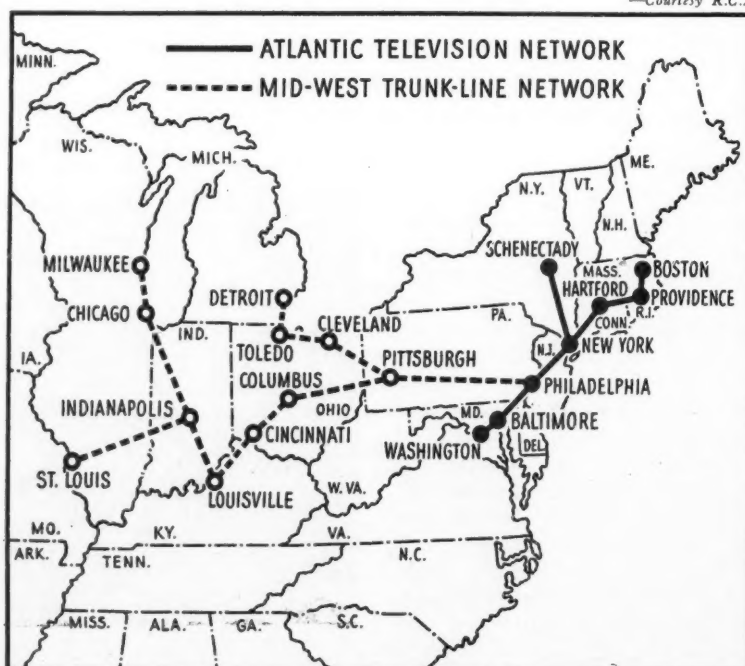 —Courtesy R.C.
ATLANTIC TELEVISION NETWORK
MID-WEST TRUNK-LINE NETWORK
MINN.
WIS.
MICH.
N.Y.
VT.
ME.
N.H.
MILWAUKEE
SCHENECTADY
MASS.
BOSTON
DETROIT
HARTFORD
PROVIDENCE
CHICAGO
R.I.
IND.
CLEVELAND
PA.
CONN.
TOLEDO
N.J.
NEW YORK
IA.
PITTSBURGH
COLUMBUS
PHILADELPHIA
INDIANAPOLIS
OHIO
MD.
BALTIMORE
CINCINNATI
WASHINGTON
DEL.
ST. LOUIS
LOUISVILLE
W.VA.
MO.
KY.
VA.
ARK.
TENN.
N.C.
MISS.
ALA.
GA.
S.C.